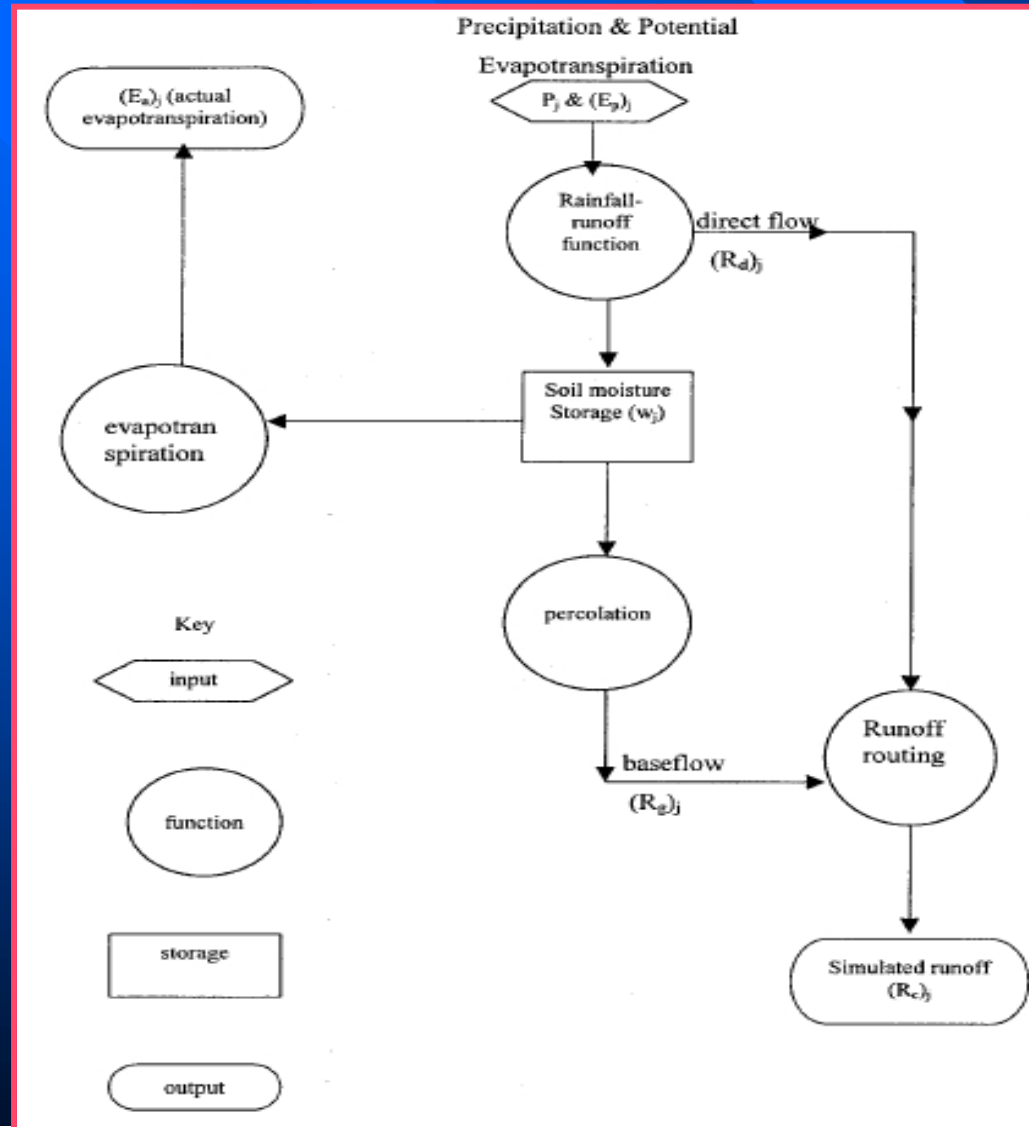 Precipitation & Potential
Evapotranspiration
(Ea)j (actual
evapotranspiration)
Pj & (Ep)j
Rainfall-
runoff
function
direct flow
(Rd)j
Soil moisture
Storage (wj)
evapotran
spiration
percolation
Key
input
Runoff
routing
baseflow
(Rg)j
function
storage
Simulated runoff
(Rc)j
output